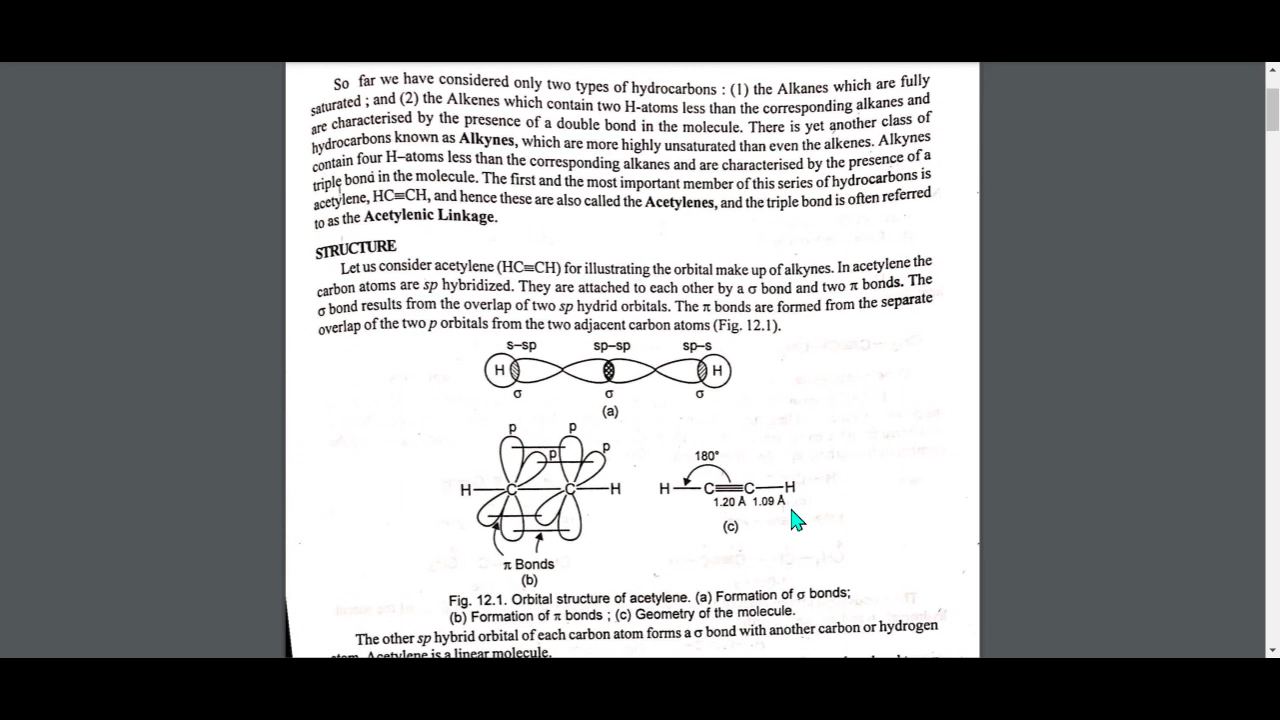 So far we have considered only two types of hydrocarbons : (1) the Alkanes which are fully
saturated ; and (2) the Alkenes which contain two H-atoms less than the corresponding alkanes and
are characterised by the presence of a double bond in the molecule. There is yet another class of
hydrocarbons known as Alkynes, which are more highly unsaturated than even the alkenes. Alkynes
contain four H–atoms less than the corresponding alkanes and are characterised by the presence of a
triple bond in the molecule. The first and the most important member of this series of hydrocarbons is
acetylene, HC≡CH, and hence these are also called the Acetylenes, and the triple bond is often referred
to as the Acetylenic Linkage.
STRUCTURE
Let us consider acetylene (HC≡CH) for illustrating the orbital make up of alkynes. In acetylene the
carbon atoms are sp hybridized. They are attached to each other by a σ bond and two π bonds. The
σ bond results from the overlap of two sp hydrid orbitals. The π bonds are formed from the separate
overlap of the two p orbitals from the two adjacent carbon atoms (Fig. 12.1).
s–sp sp–sp sp–s
H H
σ σ σ
(a)
p p
p p
H C C H
π Bonds
(b)
180°
H C≡C H
1.20 Å 1.09 Å
(c)
Fig. 12.1. Orbital structure of acetylene. (a) Formation of σ bonds;
(b) Formation of π bonds ; (c) Geometry of the molecule.
The other sp hybrid orbital of each carbon atom forms a σ bond with another carbon or hydrogen
atom. Acetylene is a linear molecule.